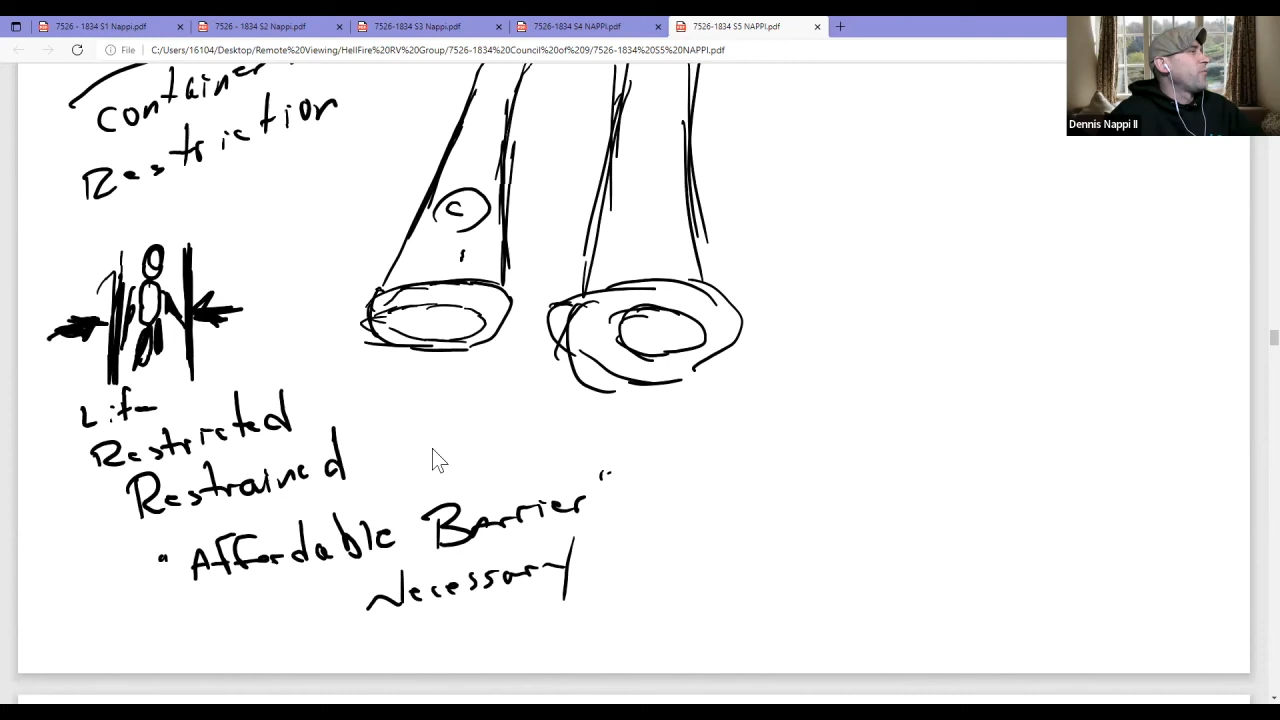 7526 - 1834 S1 Nappi.pdf
7526 - 1834 S2 Nappi.pdf
7526-1834 S3 Nappi.pdf
7526-1834 S4 NAPPI.pdf
7526-1834 S5 NAPPI.pdf
File
C:/Users/16104/Desktop/Remote%20Viewing/HellFire%20RV%20Group/7526-1834%20Council%20of%209/7526-1834%20S5%20NAPPI.pdf
Dennis Nappi II
Container
Restriction
C
Life
Restricted
Restrained
"Affordable Barrier"
Necessary